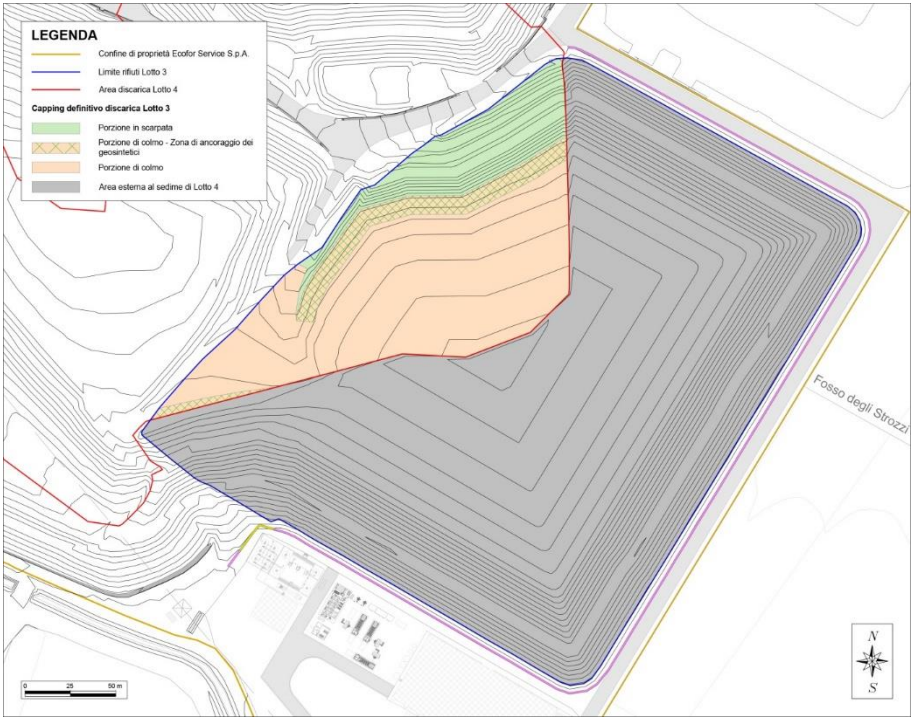 LEGENDA
Confine di proprietà Ecofor Service S.p.A.
Limite rifiuti Lotto 3
Area discarica Lotto 4
Capping definitivo discarica Lotto 3
Porzione in scarpata
Porzione di colmo - Zona di ancoraggio dei
geosintetici
Porzione di colmo
Area esterna al sedime di Lotto 4
Fosso degli Strozzi
N
S
0 25 50 m